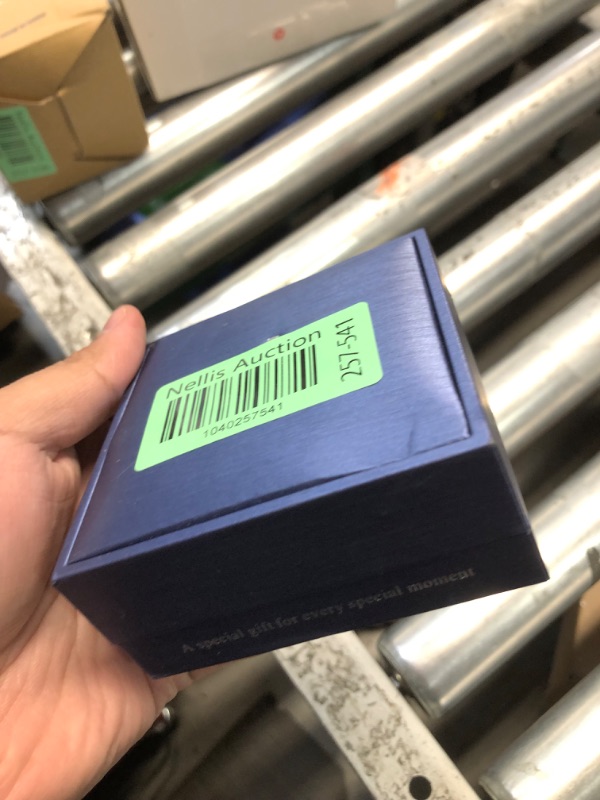 Nellis Auction
257-541
1040257541
A special gift for every special moment